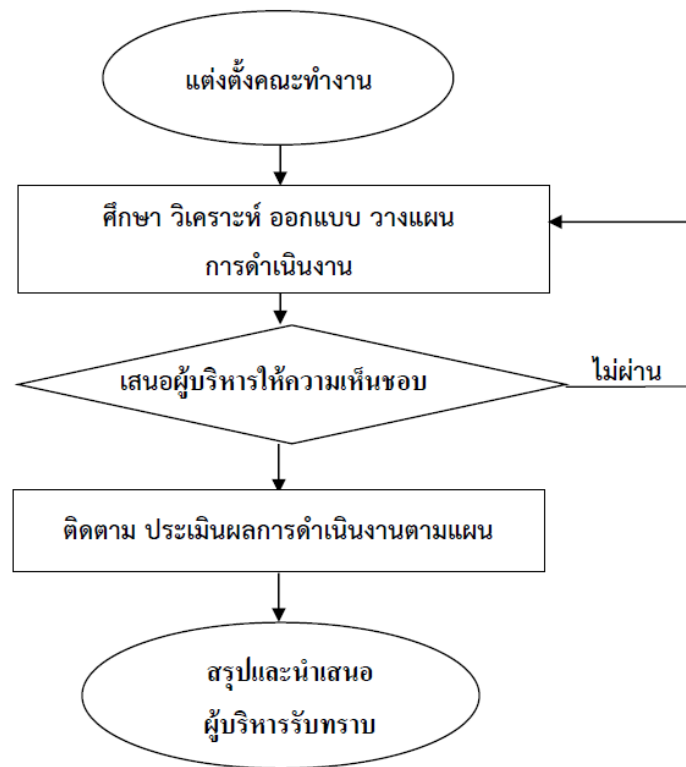 แต่งตั้งคณะทำงาน
ศึกษา วิเคราะห์ ออกแบบ วางแผน
การดำเนินงาน
เสนอผู้บริหารให้ความเห็นชอบ
ไม่ผ่าน
ติดตาม ประเมินผลการดำเนินงานตามแผน
สรุปและนำเสนอ
ผู้บริหารรับทราบ